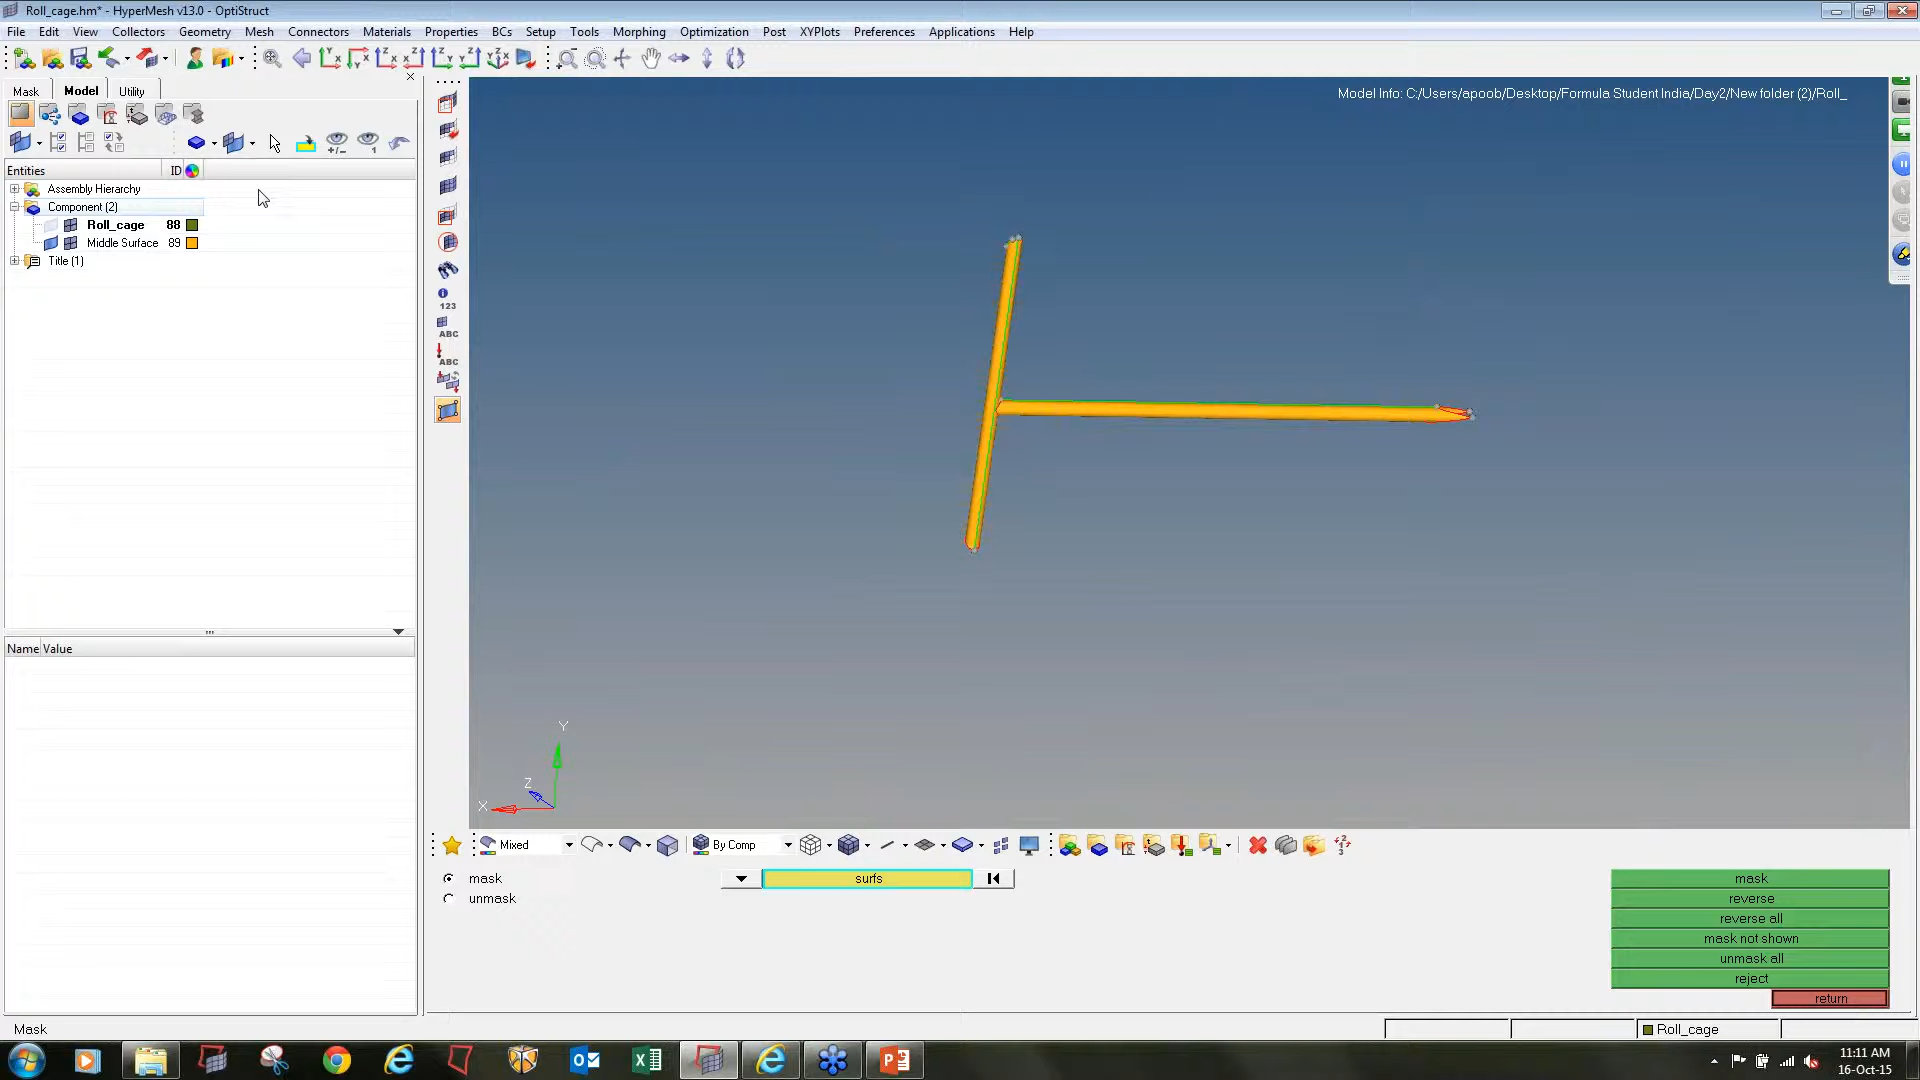 Roll_cage.hm* - HyperMesh v13.0 - OptiStruct
File Edit View Collectors Geometry Mesh Connectors Materials Properties BCs Setup Tools Morphing Optimization Post XYPlots Preferences Applications Help
Mask Model Utility
Model Info: C:/Users/apoob/Desktop/Formula Student India/Day2/New folder (2)/Roll_
Entities ID
Assembly Hierarchy
Component (2)
Roll_cage 88
Middle Surface 89
Title (1)
123
ABC
ABC
Name Value
Y
Z
X
Mixed By Comp
mask surfs mask
unmask reverse
reverse all
mask not shown
unmask all
reject
return
Mask Roll_cage
11:11 AM
16-Oct-15